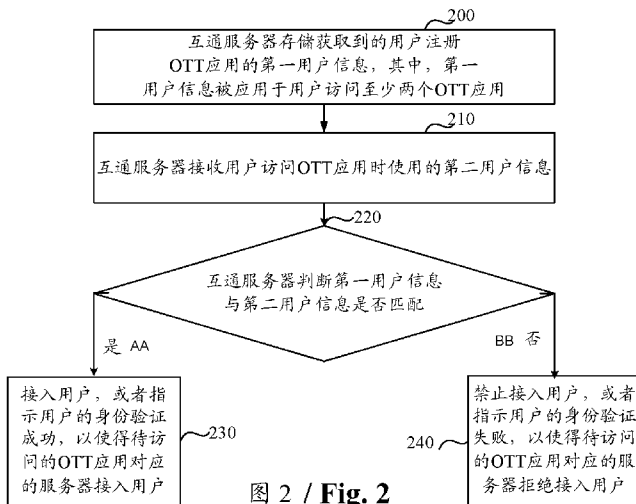 200
互通服务器存储获取到的用户注册
OTT应用的第一用户信息，其中，第一
用户信息被应用于用户访问至少两个OTT应用
210
互通服务器接收用户访问OTT应用时使用的第二用户信息
220
互通服务器判断第一用户信息
与第二用户信息是否匹配
是 AA
BB 否
接入用户，或者指
示用户的身份验证
成功，以使得待访
问的OTT应用对应
的服务器接入用户
230
禁止接入用户，或者
指示用户的身份验证
失败，以使得待访问
的OTT应用对应的服
务器拒绝接入用户
240
图 2 / Fig. 2